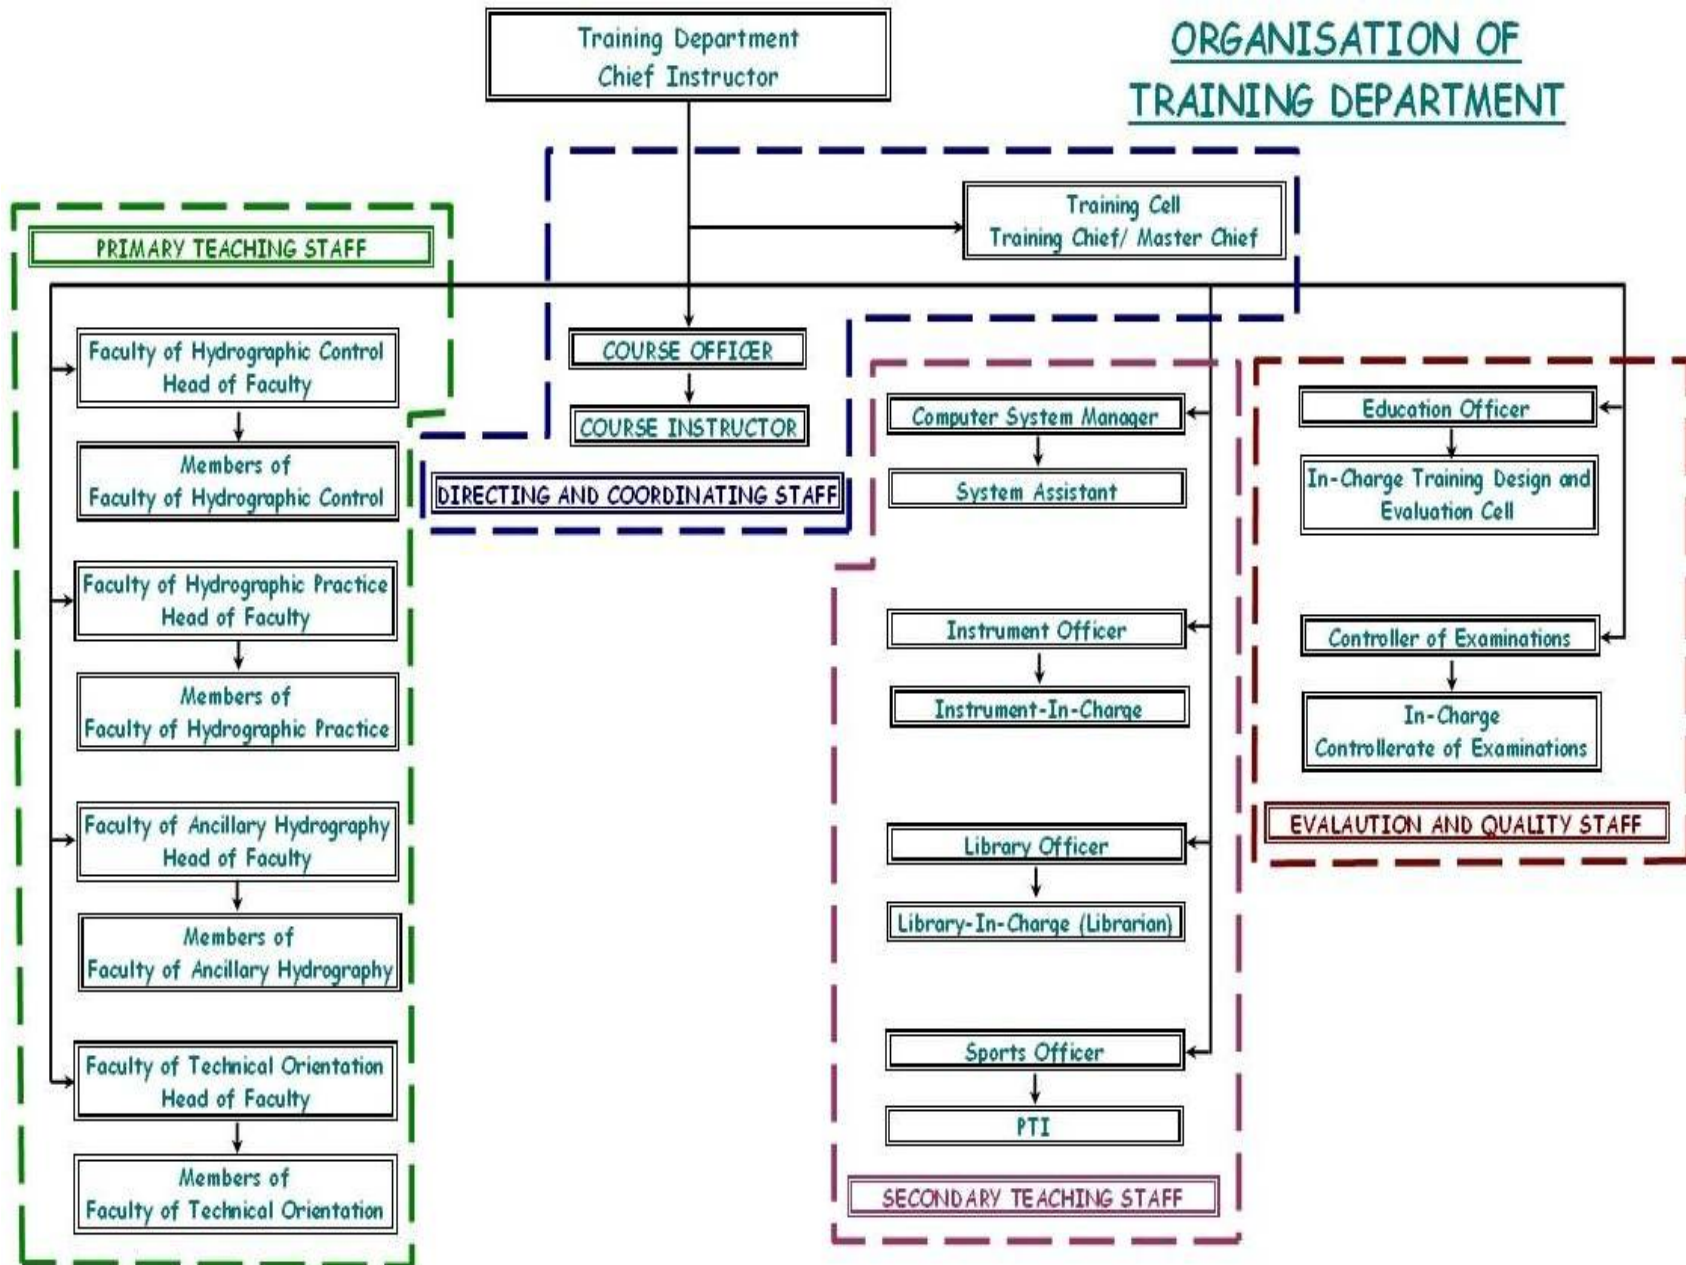 Training Department
Chief Instructor
ORGANISATION OF
TRAINING DEPARTMENT
Training Cell
Training Chief/ Master Chief
PRIMARY TEACHING STAFF
Faculty of Hydrographic Control
Head of Faculty
Members of
Faculty of Hydrographic Control
Faculty of Hydrographic Practice
Head of Faculty
Members of
Faculty of Hydrographic Practice
Faculty of Ancillary Hydrography
Head of Faculty
Members of
Faculty of Ancillary Hydrography
Faculty of Technical Orientation
Head of Faculty
Members of
Faculty of Technical Orientation
COURSE OFFICER
COURSE INSTRUCTOR
DIRECTING AND COORDINATING STAFF
Computer System Manager
System Assistant
Instrument Officer
Instrument-In-Charge
Library Officer
Library-In-Charge (Librarian)
Sports Officer
PTI
SECONDARY TEACHING STAFF
Education Officer
In-Charge Training Design and
Evaluation Cell
Controller of Examinations
In-Charge
Controllerate of Examinations
EVALAUTION AND QUALITY STAFF